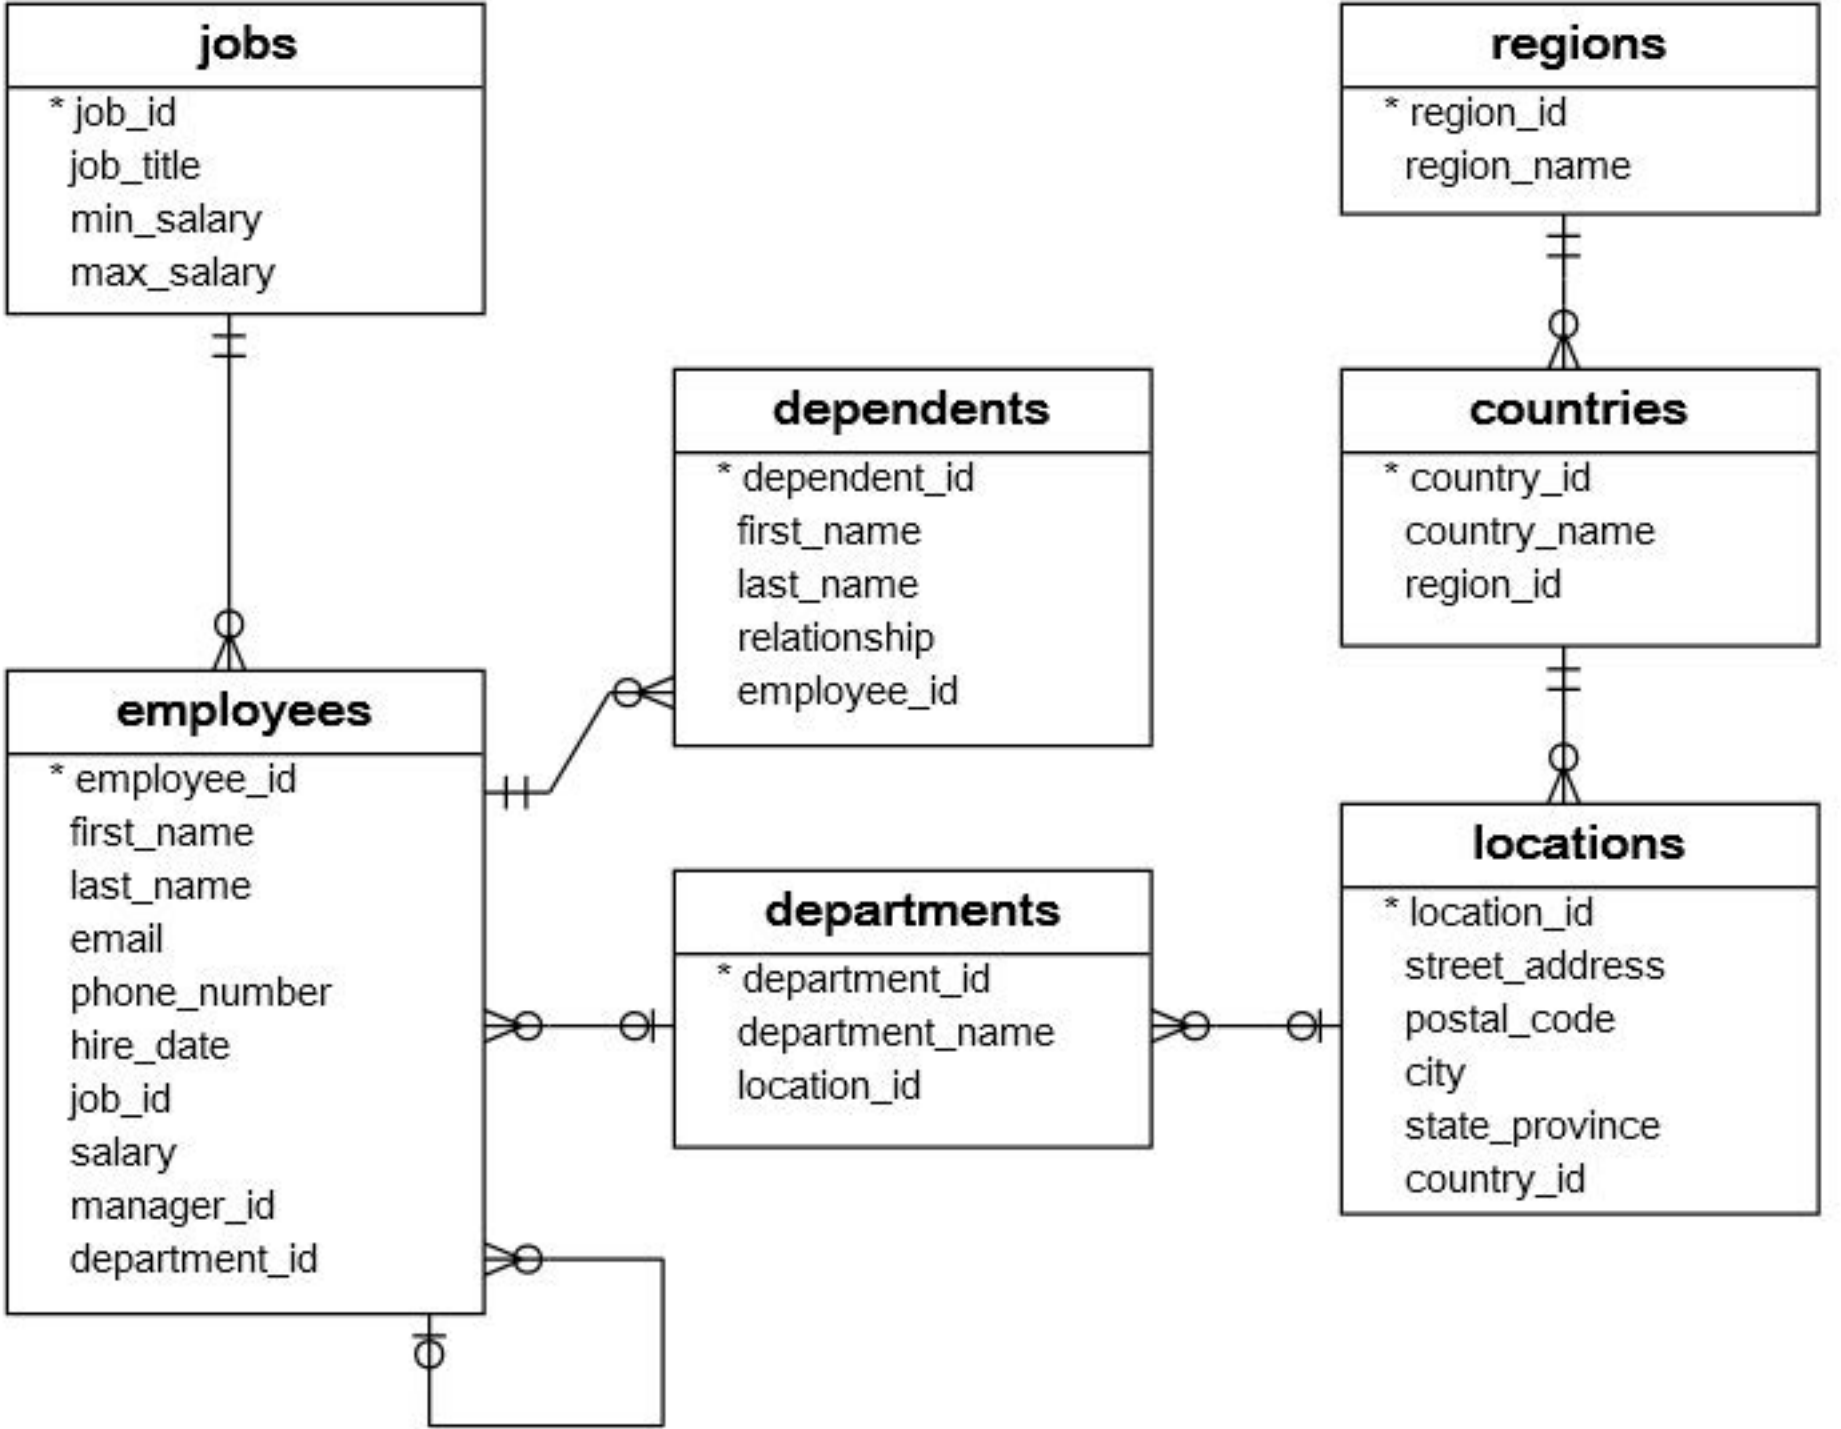 jobs
* job_id
job_title
min_salary
max_salary
regions
* region_id
region_name
dependents
* dependent_id
first_name
last_name
relationship
employee_id
countries
* country_id
country_name
region_id
employees
* employee_id
first_name
last_name
email
phone_number
hire_date
job_id
salary
manager_id
department_id
departments
* department_id
department_name
location_id
locations
* location_id
street_address
postal_code
city
state_province
country_id